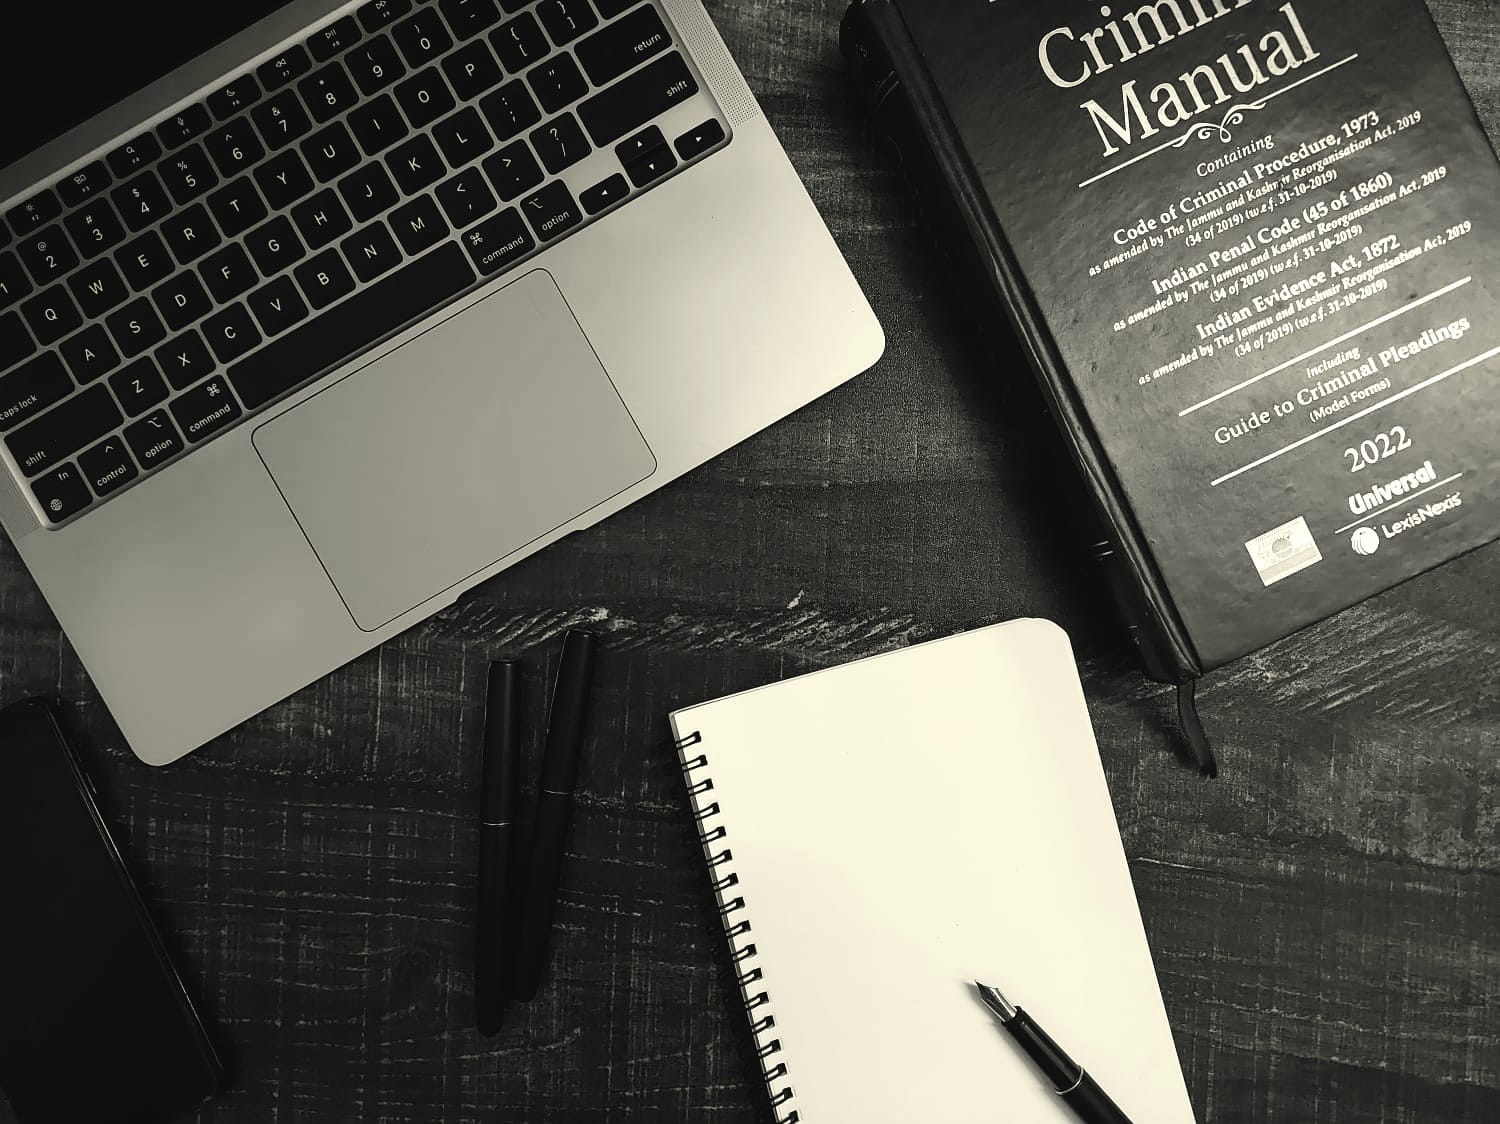 Crimin
Manual
Containing
Code of Criminal Procedure, 1973
as amended by The Jammu and Kashmir Reorganisation Act, 2019
(34 of 2019) (w.e.f. 31-10-2019)
Indian Penal Code (45 of 1860)
as amended by The Jammu and Kashmir Reorganisation Act, 2019
(34 of 2019) (w.e.f. 31-10-2019)
Indian Evidence Act, 1872
as amended by The Jammu and Kashmir Reorganisation Act, 2019
(34 of 2019) (w.e.f. 31-10-2019)
Including
Guide to Criminal Pleadings
(Model Forms)
2022
Universal
LexisNexis
@ # $ % ^ & * ( ) _
1 2 3 4 5 6 7 8 9 0 -
Q W E R T Y U I O P { [ } ]
return
caps lock A S D F G H J K L : ; " '
shift Z X C V B N M < , > . ? / shift
fn control option command command option